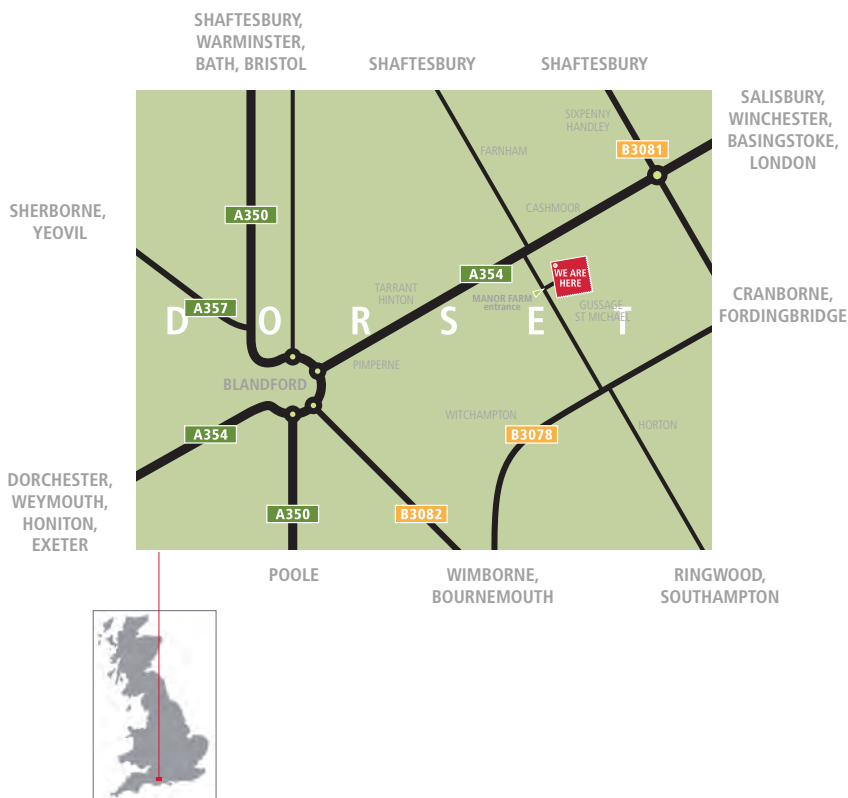 SHAFTESBURY,
WARMINSTER,
BATH, BRISTOL
SHAFTESBURY
SHAFTESBURY
SALISBURY,
WINCHESTER,
BASINGSTOKE,
LONDON
SIXPENNY
HANDLEY
B3081
FARNHAM
SHERBORNE,
YEOVIL
A350
CASHMOOR
A354
WE ARE
HERE
TARRANT
HINTON
MANOR FARM
entrance
GUSSAGE
ST MICHAEL
CRANBORNE,
FORDINGBRIDGE
A357
D O R S E T
PIMPERNE
BLANDFORD
WITCHAMPTON
HORTON
A354
B3078
DORCHESTER,
WEYMOUTH,
HONITON,
EXETER
A350
B3082
POOLE
WIMBORNE,
BOURNEMOUTH
RINGWOOD,
SOUTHAMPTON